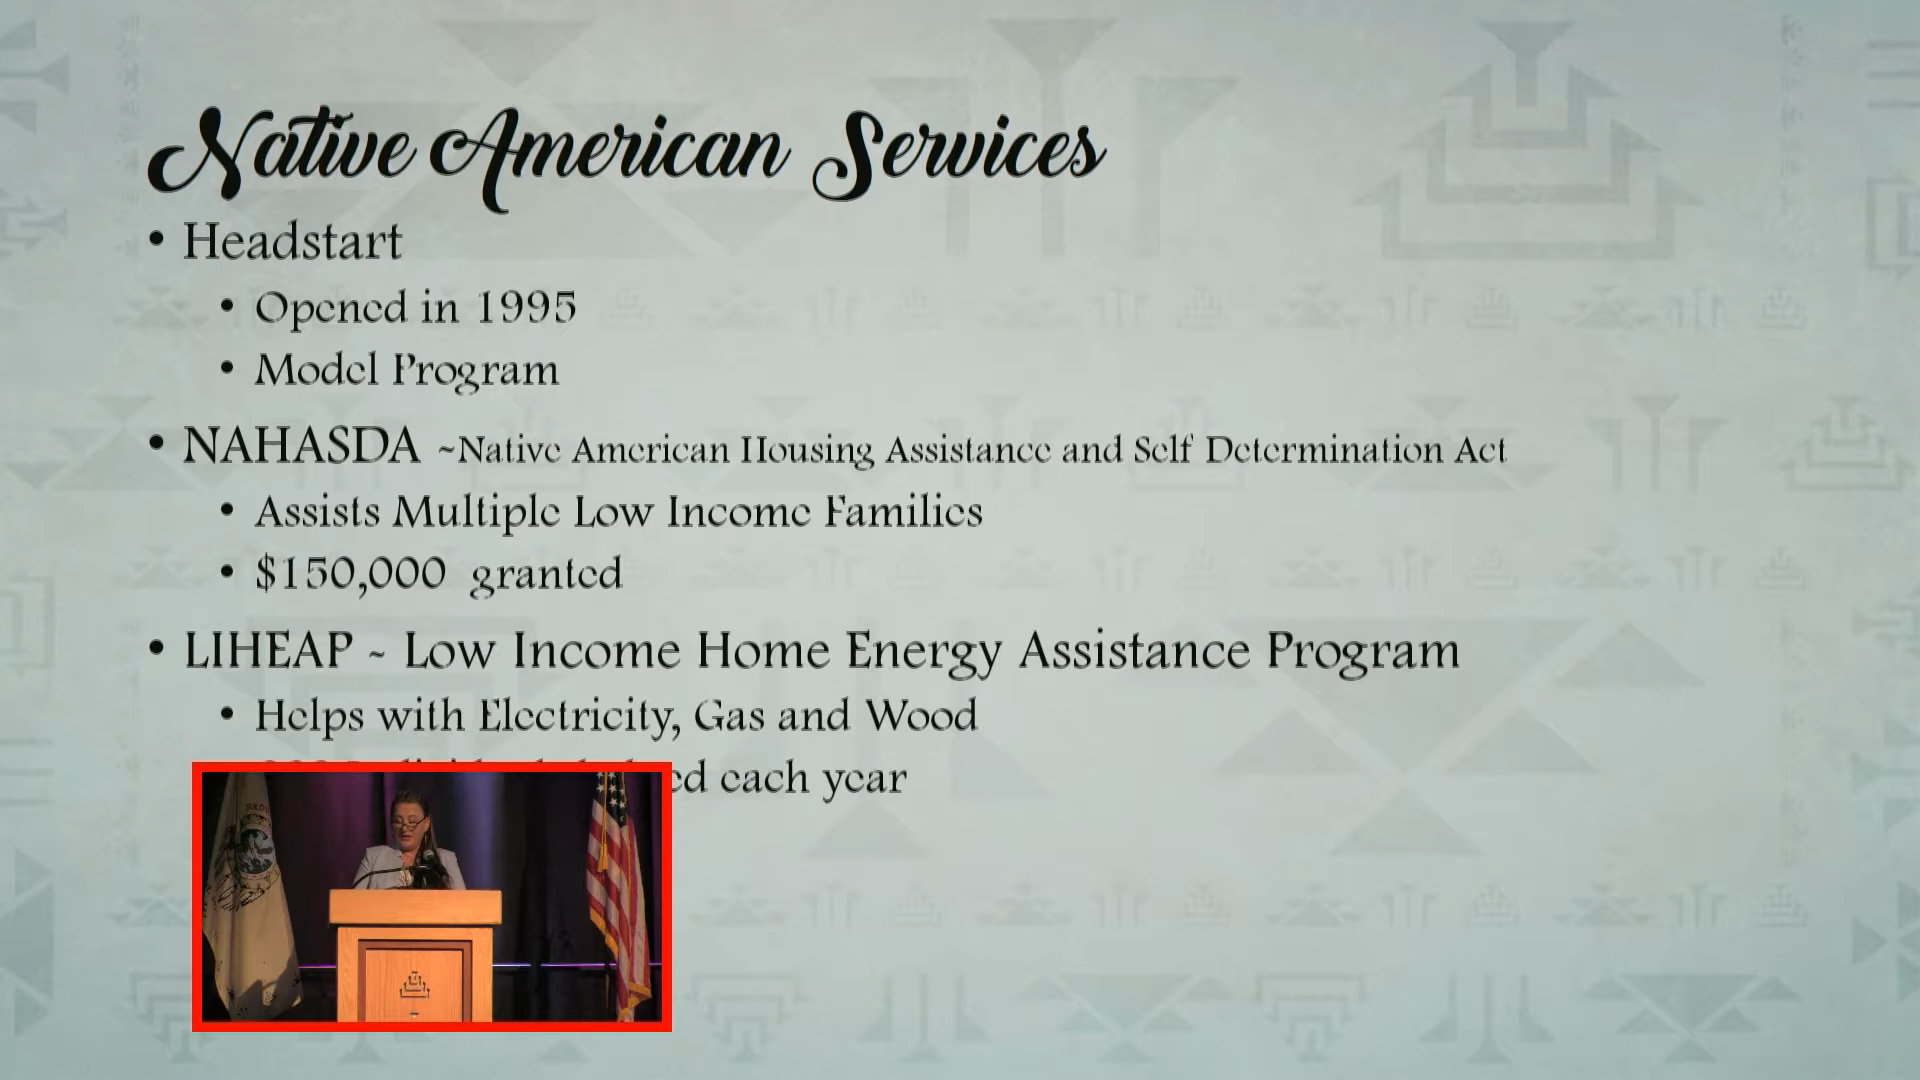 Native American Services
• Headstart
• Opened in 1995
• Model Program
• NAHASDA ~Native American Housing Assistance and Self Determination Act
• Assists Multiple Low Income Families
• $150,000 granted
• LIHEAP ~ Low Income Home Energy Assistance Program
• Helps with Electricity, Gas and Wood
each year